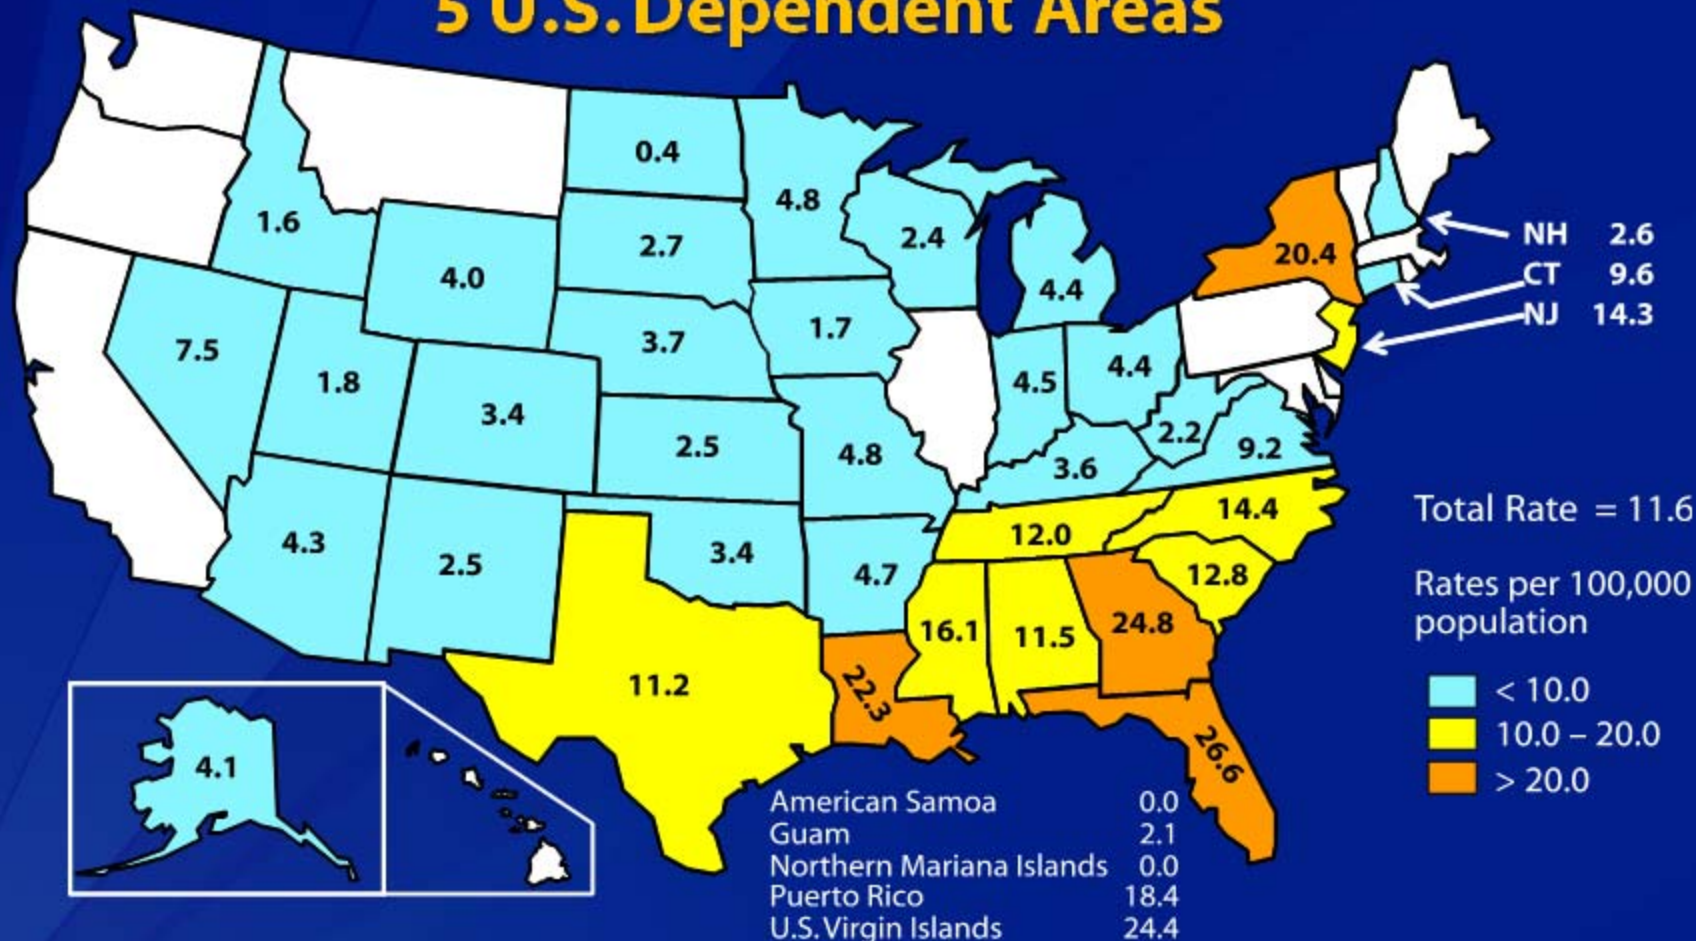 5 U.S. Dependent Areas
0.4
4.8
1.6
2.7
2.4
20.4
NH 2.6
4.0
CT 9.6
4.4
NJ 14.3
7.5
3.7
1.7
1.8
4.5
4.4
3.4
2.5
4.8
2.2
9.2
3.6
14.4
Total Rate = 11.6
12.0
4.3
2.5
3.4
4.7
12.8
Rates per 100,000
population
16.1
11.5
24.8
11.2
22.3
< 10.0
10.0 – 20.0
> 20.0
26.6
4.1
American Samoa 0.0
Guam 2.1
Northern Mariana Islands 0.0
Puerto Rico 18.4
U.S. Virgin Islands 24.4